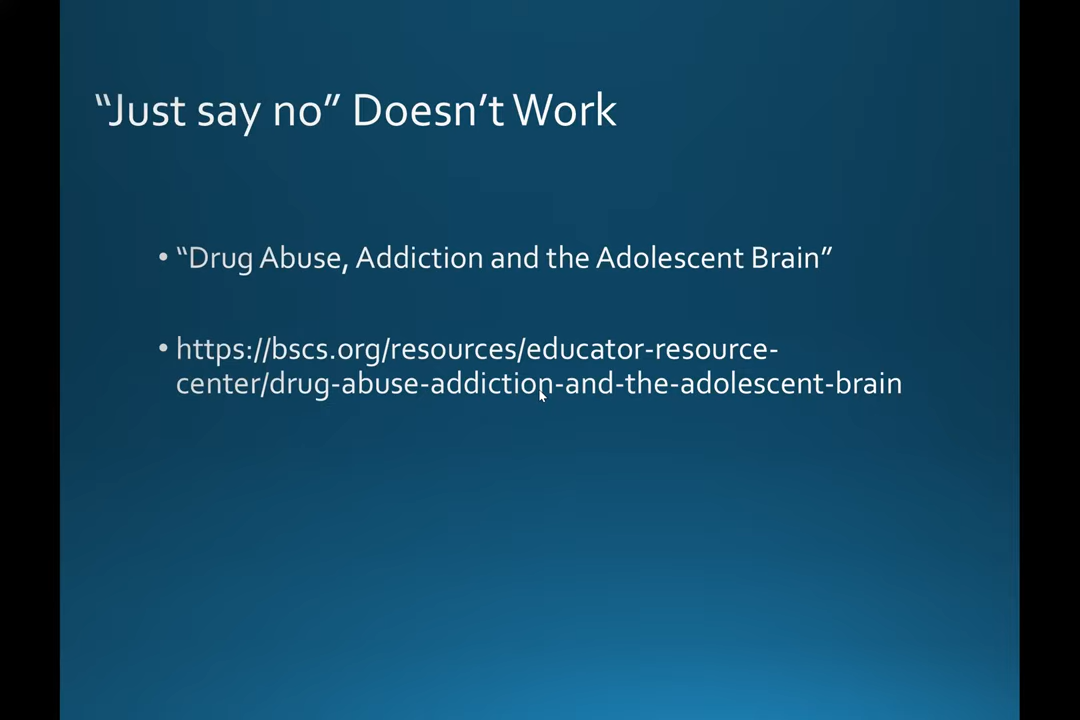 “Just say no” Doesn’t Work
• “Drug Abuse, Addiction and the Adolescent Brain”
• https://bscs.org/resources/educator-resource-
center/drug-abuse-addiction-and-the-adolescent-brain